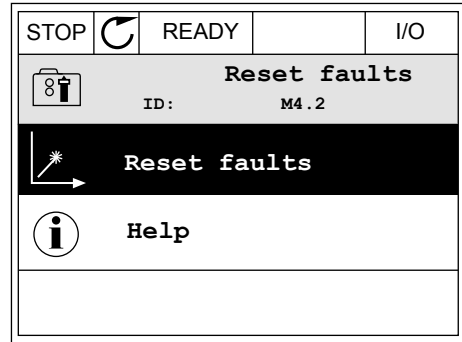 STOP READY I/O
Reset faults
ID: M4.2
Reset faults
Help